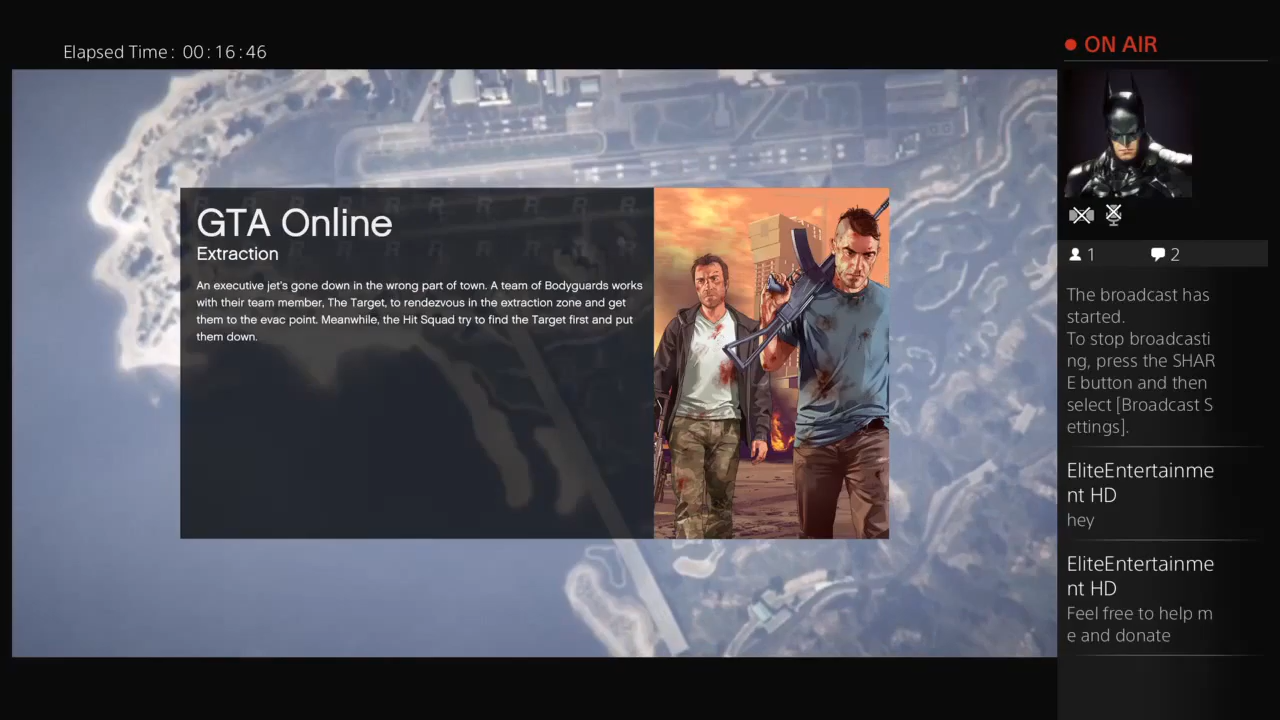 Elapsed Time: 00:16:46
ON AIR
GTA Online
Extraction
An executive jet's gone down in the wrong part of town. A team of Bodyguards works
with their team member, The Target, to rendezvous in the extraction zone and get
them to the evac point. Meanwhile, the Hit Squad try to find the Target first and put
them down.
1
2
The broadcast has
started.
To stop broadcasti
ng, press the SHAR
E button and then
select [Broadcast S
ettings].
EliteEntertainme
nt HD
hey
EliteEntertainme
nt HD
Feel free to help m
e and donate